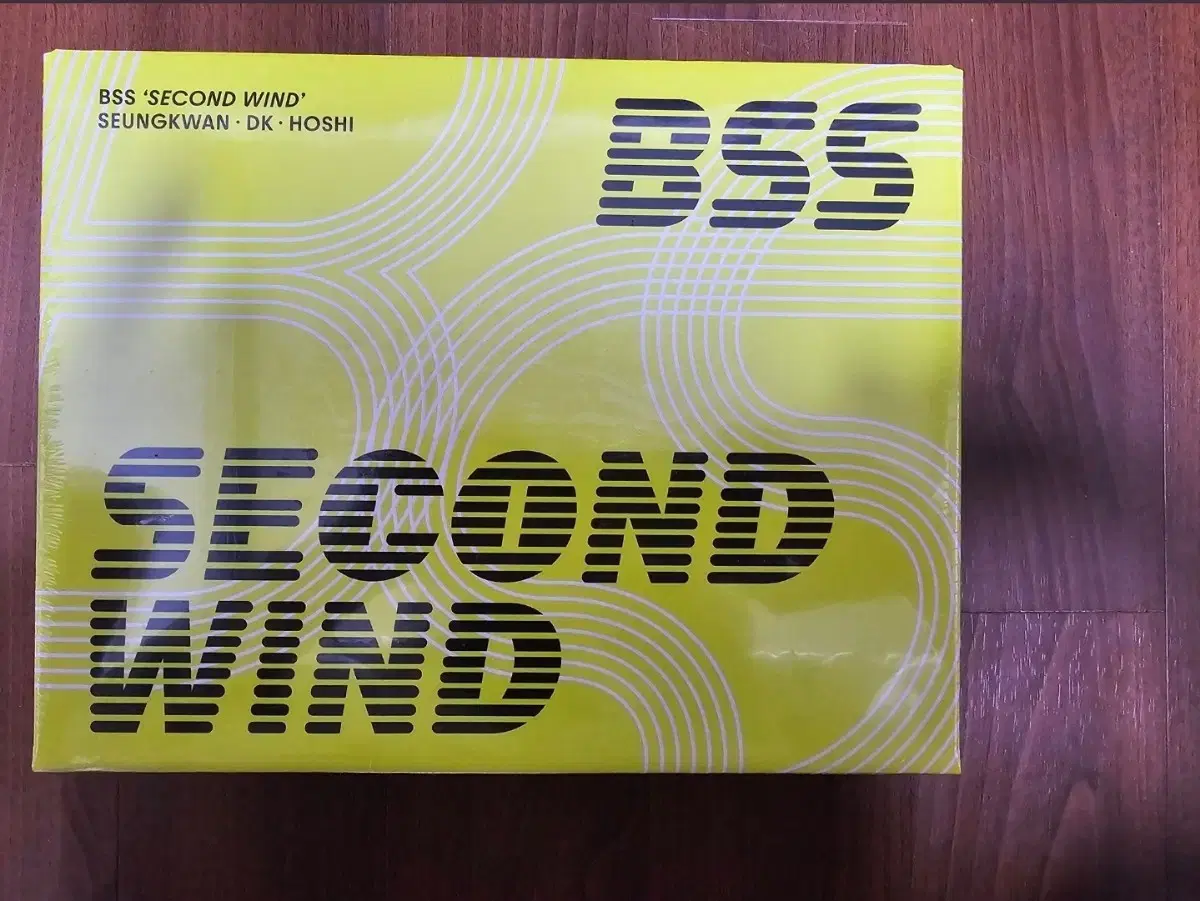 BSS 'SECOND WIND'
SEUNGKWAN · DK · HOSHI
BSS
SECOND
WIND